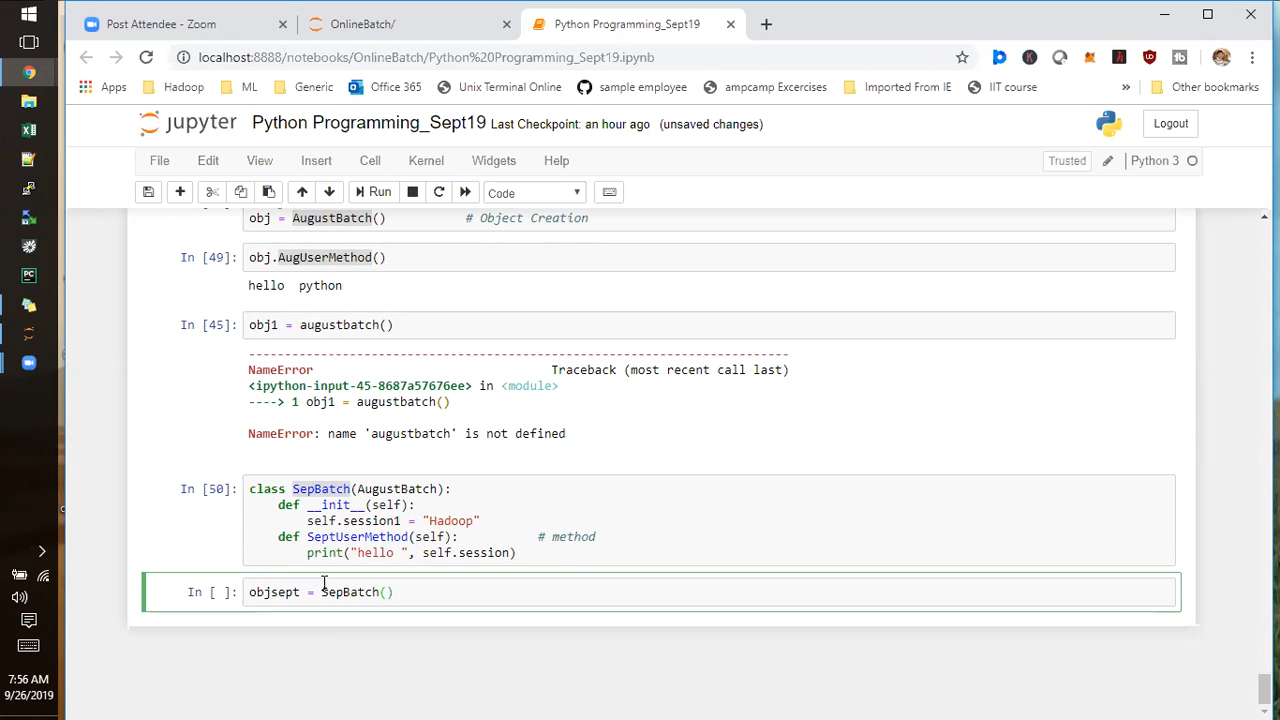 Post Attendee - Zoom
OnlineBatch/
Python Programming_Sept19
localhost:8888/notebooks/OnlineBatch/Python%20Programming_Sept19.ipynb
Apps Hadoop ML Generic Office 365 Unix Terminal Online sample employee ampcamp Excercises Imported From IE IIT course » Other bookmarks
jupyter Python Programming_Sept19 Last Checkpoint: an hour ago (unsaved changes) Logout
File Edit View Insert Cell Kernel Widgets Help Trusted Python 3
Run Code
obj = AugustBatch() # Object Creation
In [49]: obj.AugUserMethod()
hello  python
In [45]: obj1 = augustbatch()
---------------------------------------------------------------------------
NameError Traceback (most recent call last)
<ipython-input-45-8687a57676ee> in <module>
----> 1 obj1 = augustbatch()
NameError: name 'augustbatch' is not defined
In [50]: class SepBatch(AugustBatch):
def __init__(self):
self.session1 = "Hadoop"
def SeptUserMethod(self): # method
print("hello ", self.session)
In [ ]: objsept = SepBatch()
7:56 AM
9/26/2019